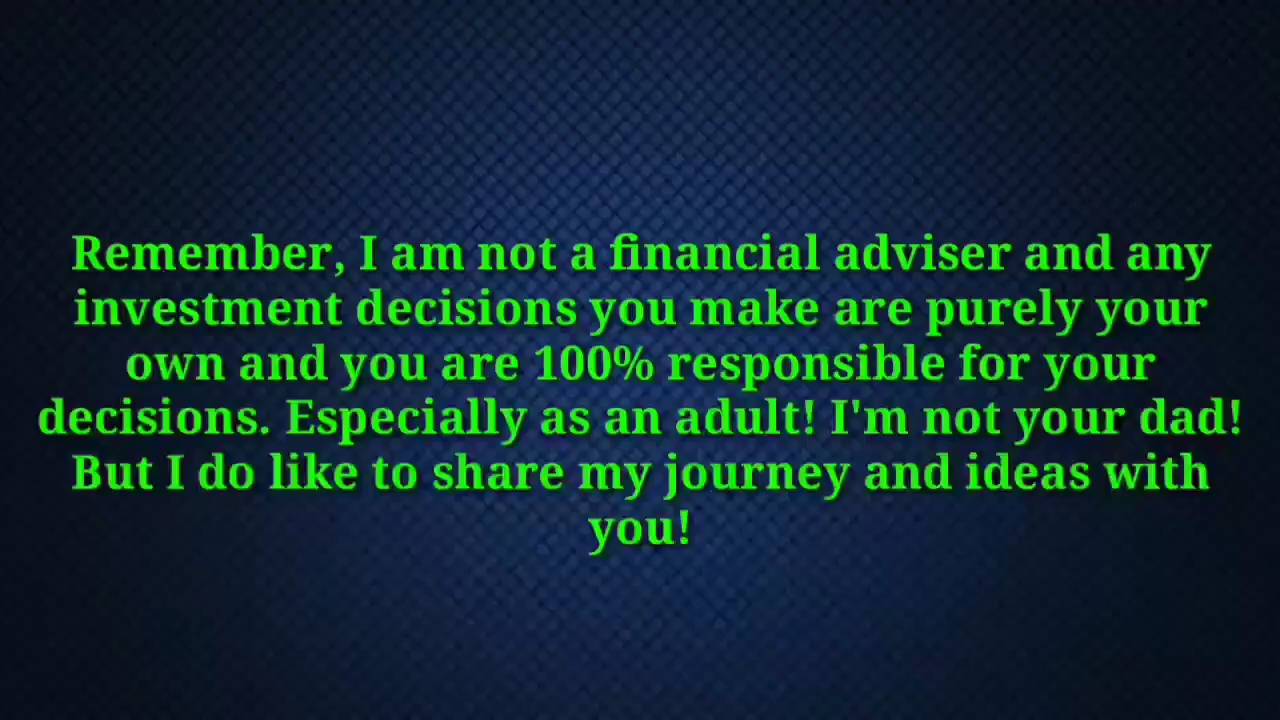 Remember, I am not a financial adviser and any
investment decisions you make are purely your
own and you are 100% responsible for your
decisions. Especially as an adult! I'm not your dad!
But I do like to share my journey and ideas with
you!